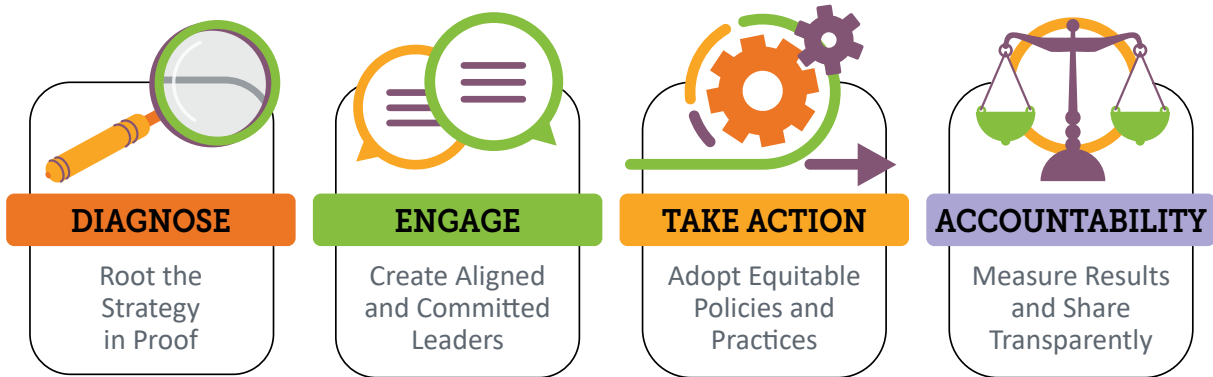 DIAGNOSE
Root the
Strategy
in Proof
ENGAGE
Create Aligned
and Committed
Leaders
TAKE ACTION
Adopt Equitable
Policies and
Practices
ACCOUNTABILITY
Measure Results
and Share
Transparently